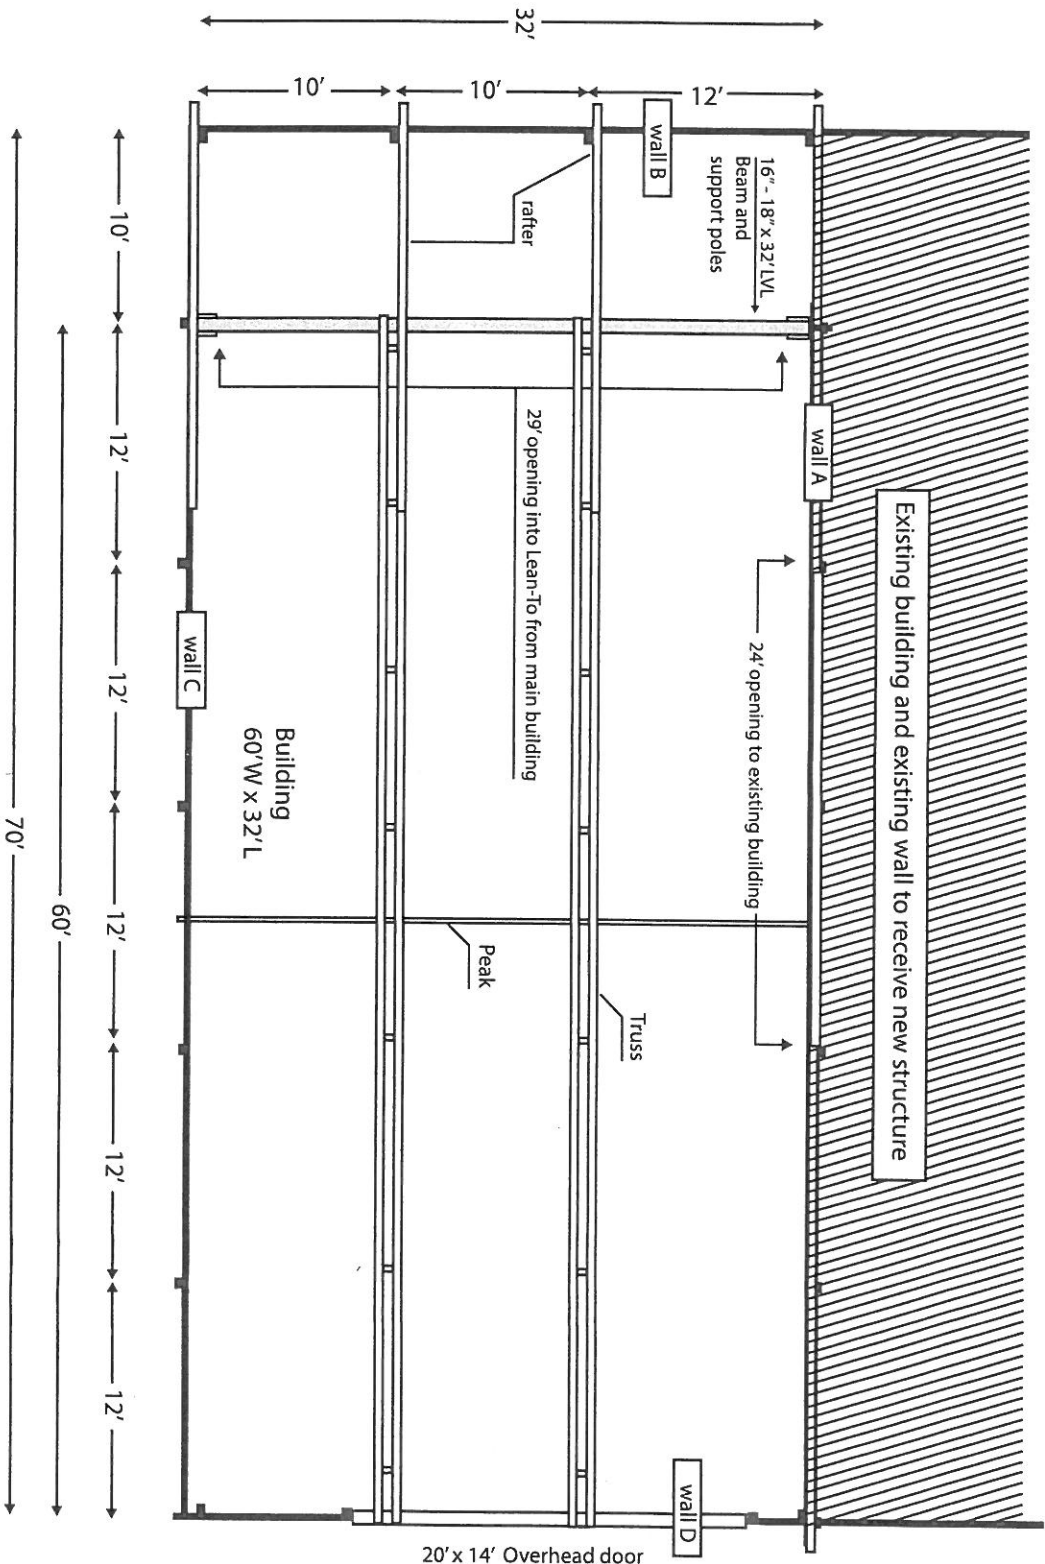 32'
10'
10'
12'
wall B
16" - 18" x 32' LVL
Beam and
support poles
rafter
10'
12'
12'
12'
12'
12'
60'
70'
wall A
Existing building and existing wall to receive new structure
29' opening into Lean-To from main building
24' opening to existing building
wall C
Building
60'W x 32'L
Peak
Truss
wall D
20' x 14' Overhead door